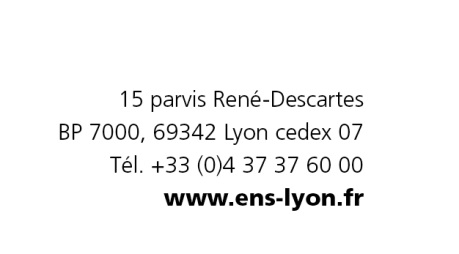 15 parvis René-Descartes
BP 7000, 69342 Lyon cedex 07
Tél. +33 (0)4 37 37 60 00
www.ens-lyon.fr